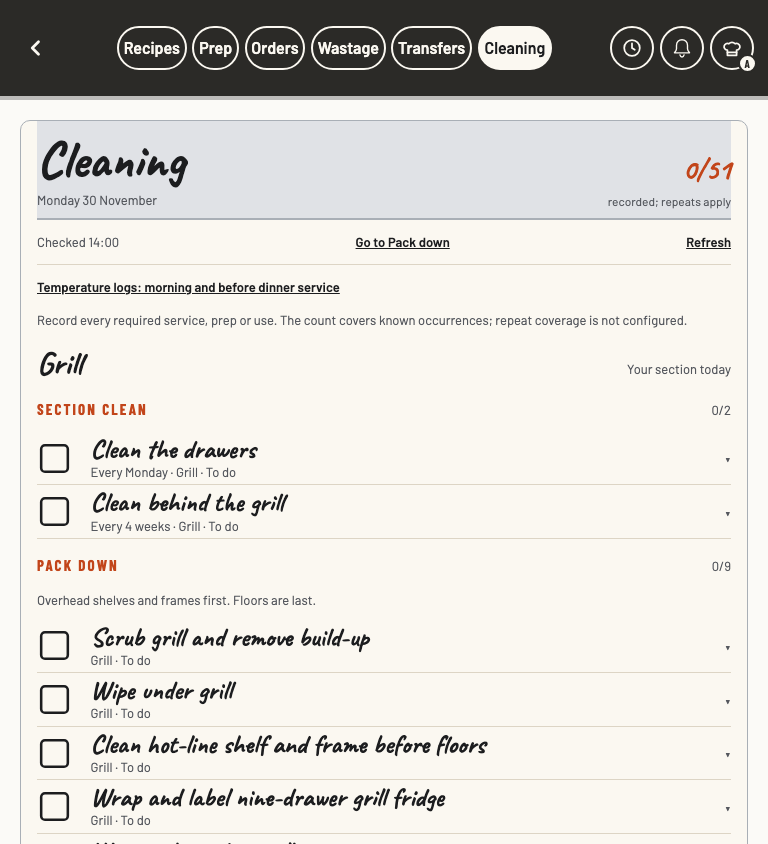 Recipes Prep Orders Wastage Transfers Cleaning A
Cleaning 0/51
Monday 30 November recorded; repeats apply
Checked 14:00 Go to Pack down Refresh
Temperature logs: morning and before dinner service
Record every required service, prep or use. The count covers known occurrences; repeat coverage is not configured.
Grill Your section today
SECTION CLEAN 0/2
Clean the drawers
Every Monday · Grill · To do
Clean behind the grill
Every 4 weeks · Grill · To do
PACK DOWN 0/9
Overhead shelves and frames first. Floors are last.
Scrub grill and remove build-up
Grill · To do
Wipe under grill
Grill · To do
Clean hot-line shelf and frame before floors
Grill · To do
Wrap and label nine-drawer grill fridge
Grill · To do